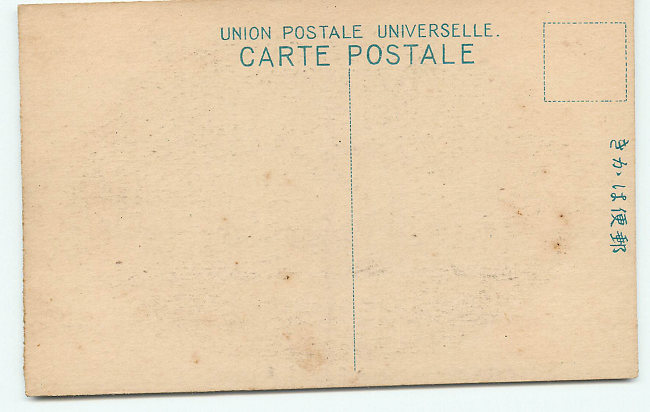 UNION POSTALE UNIVERSELLE.
CARTE POSTALE
郵便はかき